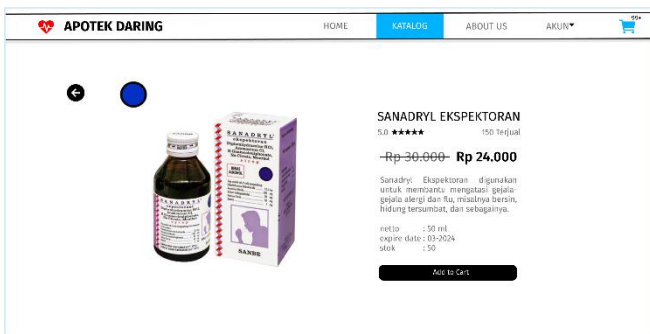 APOTEK DARING
HOME
KATALOG
ABOUT US
AKUN
99+
SANADRYL EKSPEKTORAN
5.0 ★★★★★ 150 Terjual
Rp 30.000 Rp 24.000
Sanadryl Ekspektoran digunakan
untuk membantu mengatasi gejala-
gejala alergi dan flu, misalnya bersin,
hidung tersumbat, dan sebagainya.
netto : 50 ml
expire date : 03-2024
stok : 50
Add to Cart
SANADRYL
ekspektoran
SANBE
SANADRYL